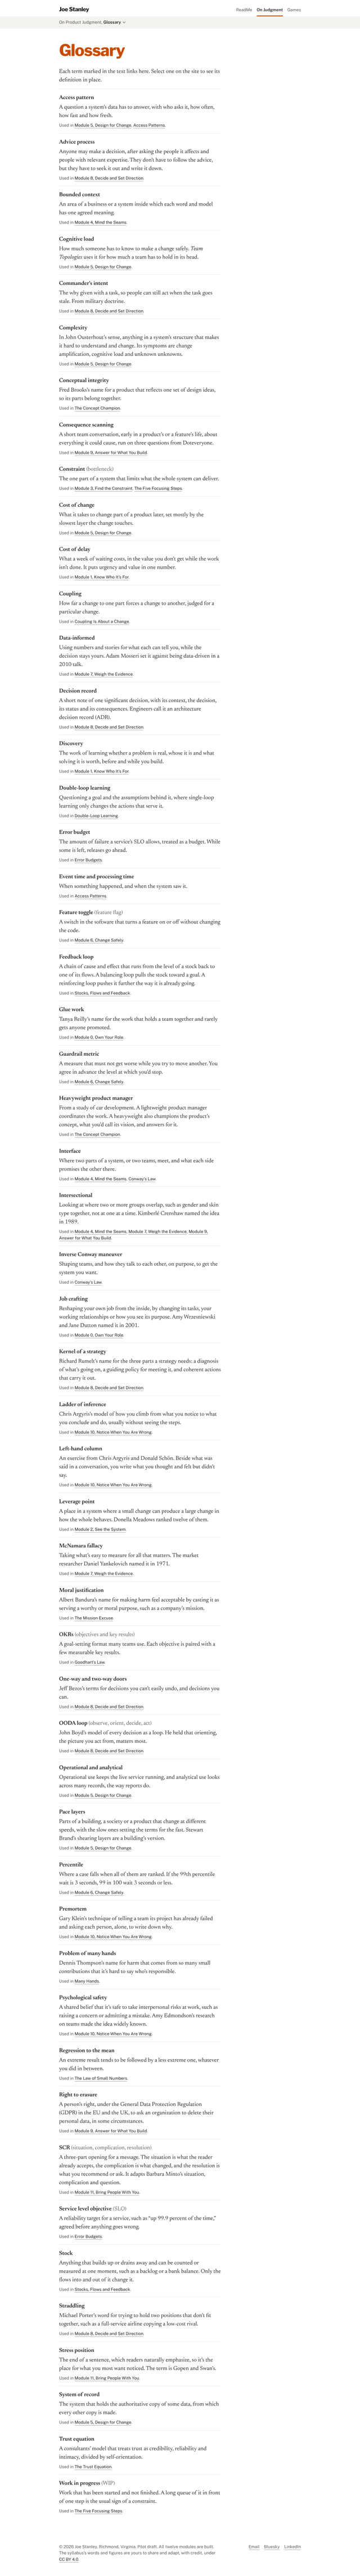 Joe Stanley
ReadMe
On Judgment
Games
On Product Judgment. Glossary
Glossary
Each term marked in the text links here. Select one on the site to see its
definition in place.
Access pattern
A question a system's data has to answer, with who asks it, how often,
how fast and how fresh.
Used in Module 5, Design for Change. Access Patterns.
Advice process
Anyone may make a decision, after asking the people it affects and
people with relevant expertise. They don't have to follow the advice,
but they have to seek it out and write it down.
Used in Module 8, Decide and Set Direction.
Bounded context
An area of a business or a system inside which each word and model
has one agreed meaning.
Used in Module 4, Mind the Seams.
Cognitive load
How much someone has to know to make a change safely. Team
Topologies uses it for how much a team has to hold in its head.
Used in Module 5, Design for Change.
Commander's intent
The why given with a task, so people can still act when the task goes
stale. From military doctrine.
Used in Module 8, Decide and Set Direction.
Complexity
In John Ousterhout's sense, anything in a system's structure that makes
it hard to understand and change. Its symptoms are change
amplification, cognitive load and unknown unknowns.
Used in Module 5, Design for Change.
Conceptual integrity
Fred Brooks's name for a product that reflects one set of design ideas,
so its parts belong together.
Used in The Concept Champion.
Consequence scanning
A short team conversation, early in a product's or a feature's life, about
everything it could cause, run on three questions from Doteveryone.
Used in Module 9, Answer for What You Build.
Constraint (bottleneck)
The one part of a system that limits what the whole system can deliver.
Used in Module 3, Find the Constraint. The Five Focusing Steps.
Cost of change
What it takes to change part of a product later, set mostly by the
slowest layer the change touches.
Used in Module 5, Design for Change.
Cost of delay
What a week of waiting costs, in the value you don't get while the work
isn't done. It puts urgency and value in one number.
Used in Module 1, Know Who It's For.
Coupling
How far a change to one part forces a change to another, judged for a
particular change.
Used in Coupling Is About a Change.
Data-informed
Using numbers and stories for what each can tell you, while the
decision stays yours. Adam Mosseri set it against being data-driven in a
2010 talk.
Used in Module 7, Weigh the Evidence.
Decision record
A short note of one significant decision, with its context, the decision,
its status and its consequences. Engineers call it an architecture
decision record (ADR).
Used in Module 8, Decide and Set Direction.
Discovery
The work of learning whether a problem is real, whose it is and what
solving it is worth, before and while you build.
Used in Module 1, Know Who It's For.
Double-loop learning
Questioning a goal and the assumptions behind it, where single-loop
learning only changes the actions that serve it.
Used in Double-Loop Learning.
Error budget
The amount of failure a service's SLO allows, treated as a budget. While
some is left, releases go ahead.
Used in Error Budgets.
Event time and processing time
When something happened, and when the system saw it.
Used in Access Patterns.
Feature toggle (feature flag)
A switch in the software that turns a feature on or off without changing
the code.
Used in Module 6, Change Safely.
Feedback loop
A chain of cause and effect that runs from the level of a stock back to
one of its flows. A balancing loop pulls the stock toward a goal. A
reinforcing loop pushes it further the way it is already going.
Used in Stocks, Flows and Feedback.
Glue work
Tanya Reilly's name for the work that holds a team together and rarely
gets anyone promoted.
Used in Module 0, Own Your Role.
Guardrail metric
A measure that must not get worse while you try to move another. You
agree in advance the level at which you'd stop.
Used in Module 6, Change Safely.
Heavyweight product manager
From a study of car development. A lightweight product manager
coordinates the work. A heavyweight also champions the product's
concept, what you'd call its vision, and answers for it.
Used in The Concept Champion.
Interface
Where two parts of a system, or two teams, meet, and what each side
promises the other there.
Used in Module 4, Mind the Seams. Conway's Law.
Intersectional
Looking at where two or more groups overlap, such as gender and skin
type together, not as one at a time. Kimberlé Crenshaw named the idea
in 1989.
Used in Module 4, Mind the Seams. Module 7, Weigh the Evidence. Module 9,
Answer for What You Build.
Inverse Conway maneuver
Shaping teams, and how they talk to each other, on purpose, to get the
system you want.
Used in Conway's Law.
Job crafting
Reshaping your own job from the inside, by changing its tasks, your
working relationships or how you see its purpose. Amy Wrzesniewski
and Jane Dutton named it in 2001.
Used in Module 0, Own Your Role.
Kernel of a strategy
Richard Rumelt's name for the three parts a strategy needs: a diagnosis
of what's going on, a guiding policy for meeting it, and coherent actions
that carry it out.
Used in Module 8, Decide and Set Direction.
Ladder of inference
Chris Argyris's model of how you climb from what you notice to what
you conclude and do, usually without seeing the steps.
Used in Module 10, Notice When You Are Wrong.
Left-hand column
An exercise from Chris Argyris and Donald Schön. Beside what was
said in a conversation, you write what you thought and felt but didn't
say.
Used in Module 10, Notice When You Are Wrong.
Leverage point
A place in a system where a small change can produce a large change in
how the whole behaves. Donella Meadows ranked twelve of them.
Used in Module 2, See the System.
McNamara fallacy
Taking what's easy to measure for all that matters. The market
researcher Daniel Yankelovich named it in 1971.
Used in Module 7, Weigh the Evidence.
Moral justification
Albert Bandura's name for making harm feel acceptable by casting it as
serving a worthy or moral purpose, such as a company's mission.
Used in The Mission Excuse.
OKRs (objectives and key results)
A goal-setting format many teams use. Each objective is paired with a
few measurable key results.
Used in Goodhart's Law.
One-way and two-way doors
Jeff Bezos's terms for decisions you can't easily undo, and decisions you
can.
Used in Module 8, Decide and Set Direction.
OODA loop (observe, orient, decide, act)
John Boyd's model of every decision as a loop. He held that orienting,
the picture you act from, matters most.
Used in Module 8, Decide and Set Direction.
Operational and analytical
Operational use keeps the live service running, and analytical use looks
across many records, the way reports do.
Used in Module 5, Design for Change.
Pace layers
Parts of a building, a society or a product that change at different
speeds, with the slow ones setting the terms for the fast. Stewart
Brand's shearing layers are a building's version.
Used in Module 5, Design for Change.
Percentile
Where a case falls when all of them are ranked. If the 99th percentile
wait is 3 seconds, 99 in 100 wait 3 seconds or less.
Used in Module 6, Change Safely.
Premortem
Gary Klein's technique of telling a team its project has already failed
and asking each person, alone, to write down why.
Used in Module 10, Notice When You Are Wrong.
Problem of many hands
Dennis Thompson's name for harm that comes from so many small
contributions that it's hard to say who's responsible.
Used in Many Hands.
Psychological safety
A shared belief that it's safe to take interpersonal risks at work, such as
raising a concern or admitting a mistake. Amy Edmondson's research
on teams made the idea widely known.
Used in Module 10, Notice When You Are Wrong.
Regression to the mean
An extreme result tends to be followed by a less extreme one, whatever
you did in between.
Used in The Law of Small Numbers.
Right to erasure
A person's right, under the General Data Protection Regulation
(GDPR) in the EU and the UK, to ask an organization to delete their
personal data, in some circumstances.
Used in Module 9, Answer for What You Build.
SCR (situation, complication, resolution)
A three-part opening for a message. The situation is what the reader
already accepts, the complication is what changed, and the resolution is
what you recommend or ask. It adapts Barbara Minto's situation,
complication and question.
Used in Module 11, Bring People With You.
Service level objective (SLO)
A reliability target for a service, such as "up 99.9 percent of the time,"
agreed before anything goes wrong.
Used in Error Budgets.
Stock
Anything that builds up or drains away and can be counted or
measured at one moment, such as a backlog or a bank balance. Only the
flows into and out of it change it.
Used in Stocks, Flows and Feedback.
Straddling
Michael Porter's word for trying to hold two positions that don't fit
together, such as a full-service airline copying a low-cost rival.
Used in Module 8, Decide and Set Direction.
Stress position
The end of a sentence, which readers naturally emphasize, so it's the
place for what you most want noticed. The term is Gopen and Swan's.
Used in Module 11, Bring People With You.
System of record
The system that holds the authoritative copy of some data, from which
every other copy is made.
Used in Module 5, Design for Change.
Trust equation
A consultants' model that treats trust as credibility, reliability and
intimacy, divided by self-orientation.
Used in The Trust Equation.
Work in progress (WIP)
Work that has been started and not finished. A long queue of it in front
of one step is the usual sign of a constraint.
Used in The Five Focusing Steps.
© 2026 Joe Stanley, Richmond, Virginia. Pilot draft. All twelve modules are built.
The syllabus's words and figures are yours to share and adapt, with credit, under
CC BY 4.0.
Email
Bluesky
LinkedIn